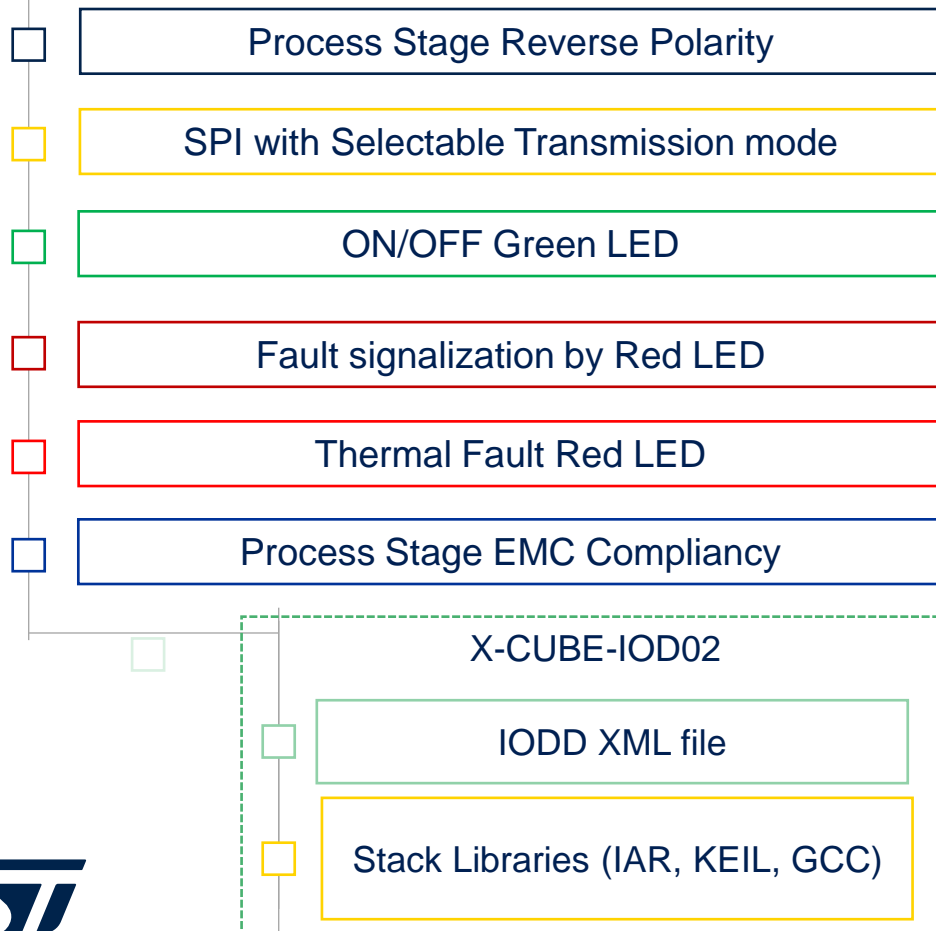 Process Stage Reverse Polarity
SPI with Selectable Transmission mode
ON/OFF Green LED
Fault signalization by Red LED
Thermal Fault Red LED
Process Stage EMC Compliancy
X-CUBE-IOD02
IODD XML file
Stack Libraries (IAR, KEIL, GCC)